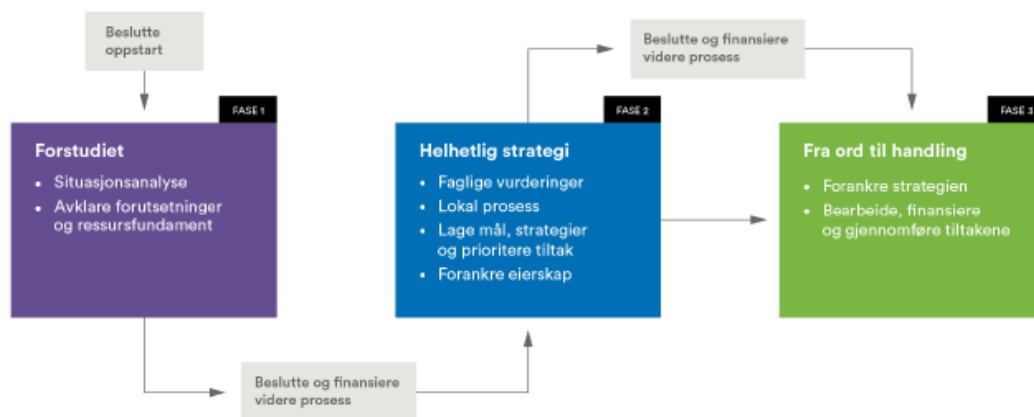 Beslutte
oppstart
FASE 1
Forstudiet
• Situasjonsanalyse
• Avklare forutsetninger
og ressursfundament
Beslutte og finansiere
videre prosess
FASE 2
Helhetlig strategi
• Faglige vurderinger
• Lokal prosess
• Lage mål, strategier
og prioritere tiltak
• Forankre eierskap
Beslutte og finansiere
videre prosess
FASE 3
Fra ord til handling
• Forankre strategien
• Bearbeide, finansiere
og gjennomføre tiltakene